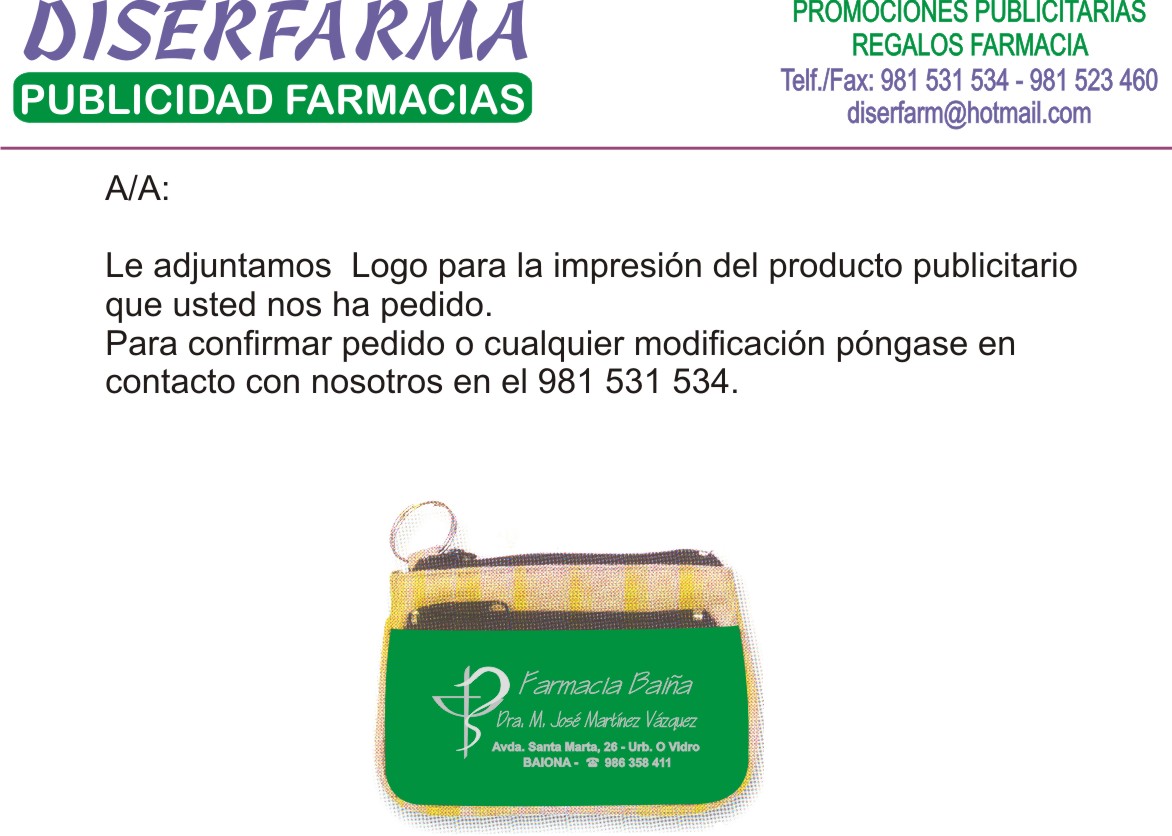 DISERFARMA
PUBLICIDAD FARMACIAS
PROMOCIONES PUBLICITARIAS
REGALOS FARMACIA
Telf./Fax: 981 531 534 - 981 523 460
diserfarm@hotmail.com
A/A:
Le adjuntamos Logo para la impresión del producto publicitario
que usted nos ha pedido.
Para confirmar pedido o cualquier modificación póngase en
contacto con nosotros en el 981 531 534.
Farmacia Baiña
Dra. M. José Martínez Vázquez
Avda. Santa Marta, 26 - Urb. O Vidro
BAIONA - ☎ 986 358 411